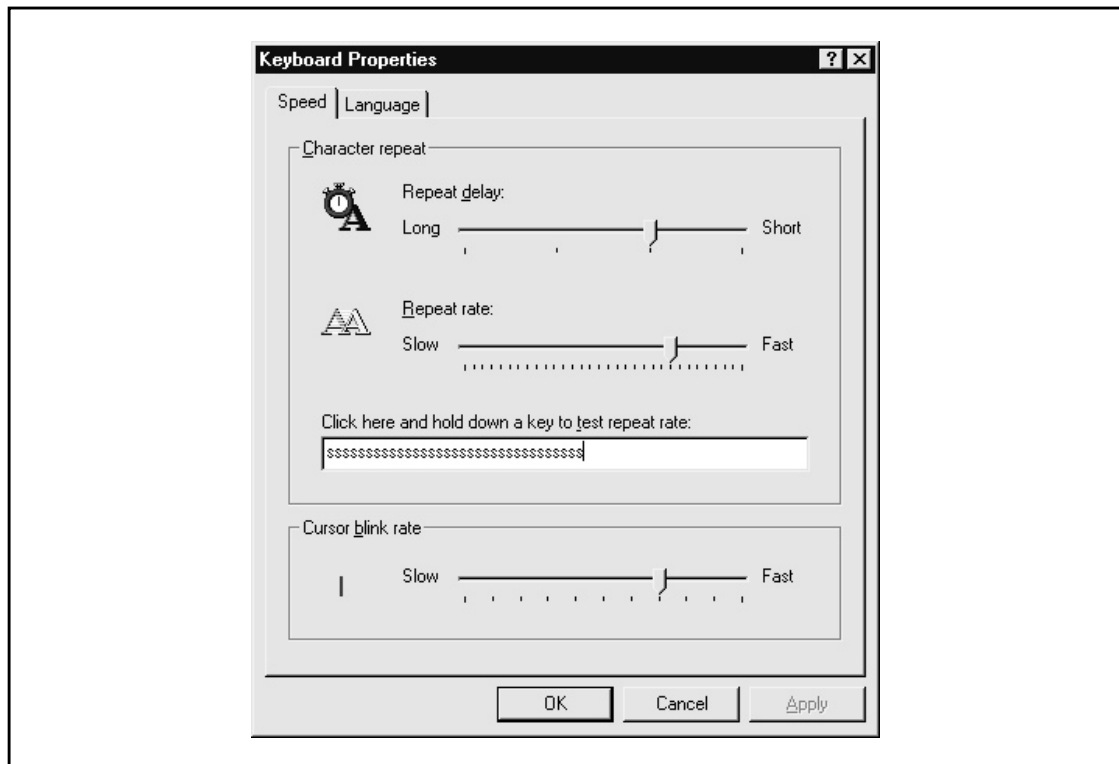 Keyboard Properties
Speed Language
Character repeat
Repeat delay:
Long Short
Repeat rate:
Slow Fast
Click here and hold down a key to test repeat rate:
sssssssssssssssssssssssssssssssss
Cursor blink rate
Slow Fast
OK Cancel Apply